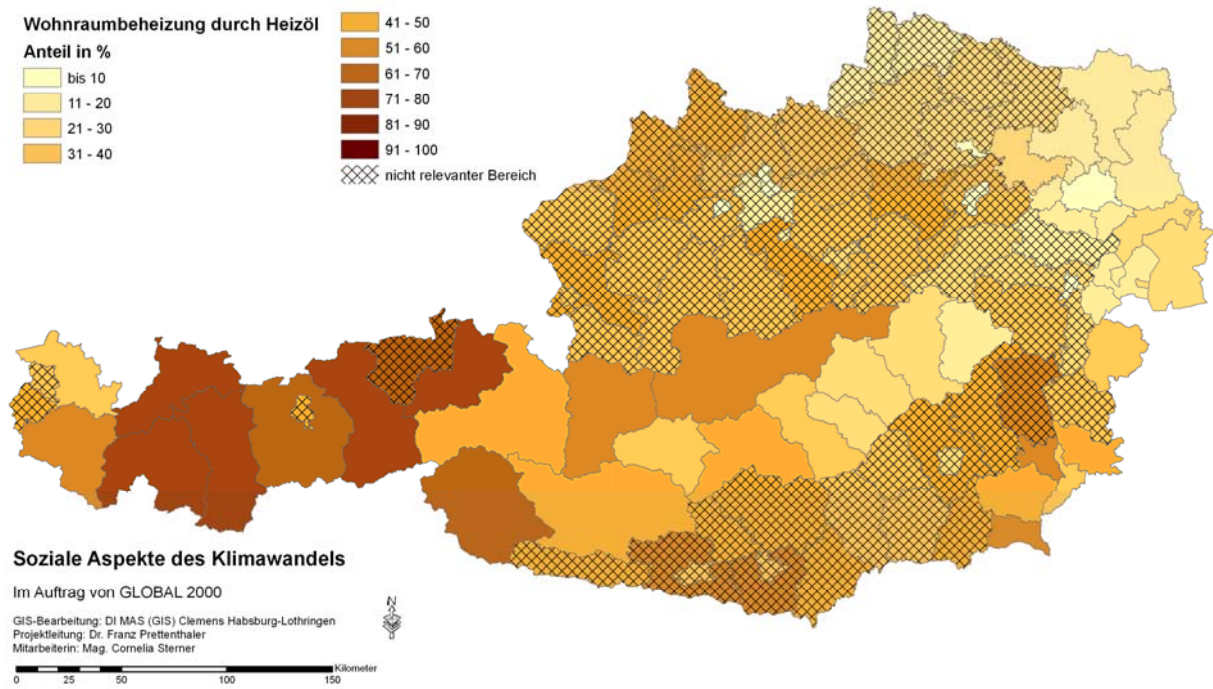 Wohnraumbeheizung durch Heizöl
Anteil in %
bis 10
11 - 20
21 - 30
31 - 40
41 - 50
51 - 60
61 - 70
71 - 80
81 - 90
91 - 100
nicht relevanter Bereich
Soziale Aspekte des Klimawandels
Im Auftrag von GLOBAL 2000
GIS-Bearbeitung: DI MAS (GIS) Clemens Habsburg-Lothringen
Projektleitung: Dr. Franz Prettenthaler
Mitarbeiterin: Mag. Cornelia Sterner
N
Kilometer
0 25 50 100 150